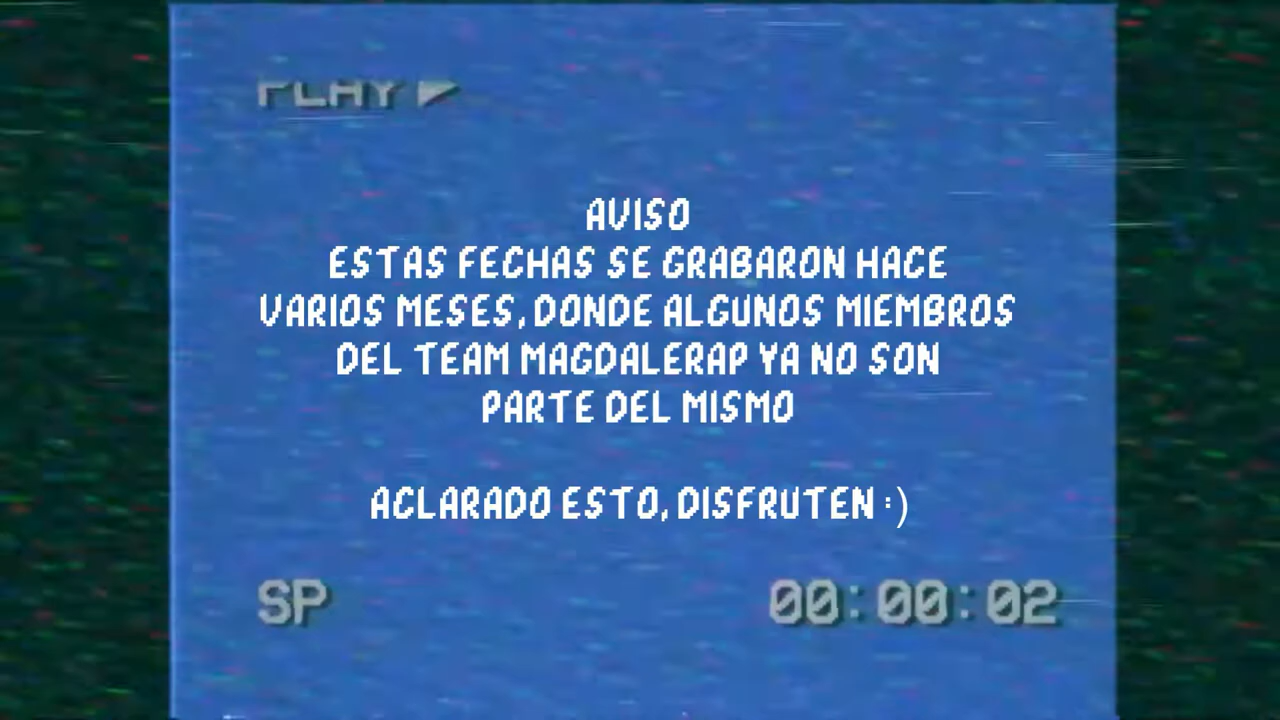 PLAY
AVISO
ESTAS FECHAS SE GRABARON HACE
VARIOS MESES, DONDE ALGUNOS MIEMBROS
DEL TEAM MAGDALERAP YA NO SON
PARTE DEL MISMO
ACLARADO ESTO, DISFRUTEN :)
SP
00:00:02